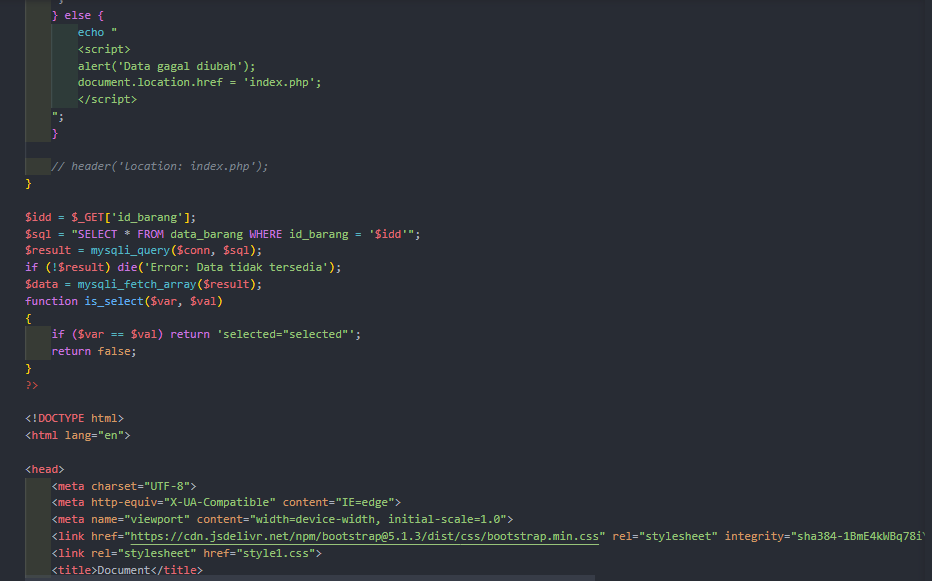 } else {
echo "
<script>
alert('Data gagal diubah');
document.location.href = 'index.php';
</script>
";
}
// header('location: index.php');
}
$idd = $_GET['id_barang'];
$sql = "SELECT * FROM data_barang WHERE id_barang = '$idd'";
$result = mysqli_query($conn, $sql);
if (!$result) die('Error: Data tidak tersedia');
$data = mysqli_fetch_array($result);
function is_select($var, $val)
{
if ($var == $val) return 'selected="selected"';
return false;
}
?>
<!DOCTYPE html>
<html lang="en">
<head>
<meta charset="UTF-8">
<meta http-equiv="X-UA-Compatible" content="IE=edge">
<meta name="viewport" content="width=device-width, initial-scale=1.0">
<link href="https://cdn.jsdelivr.net/npm/bootstrap@5.1.3/dist/css/bootstrap.min.css" rel="stylesheet" integrity="sha384-1BmE4kWBq78i
<link rel="stylesheet" href="style1.css">
<title>Document</title>